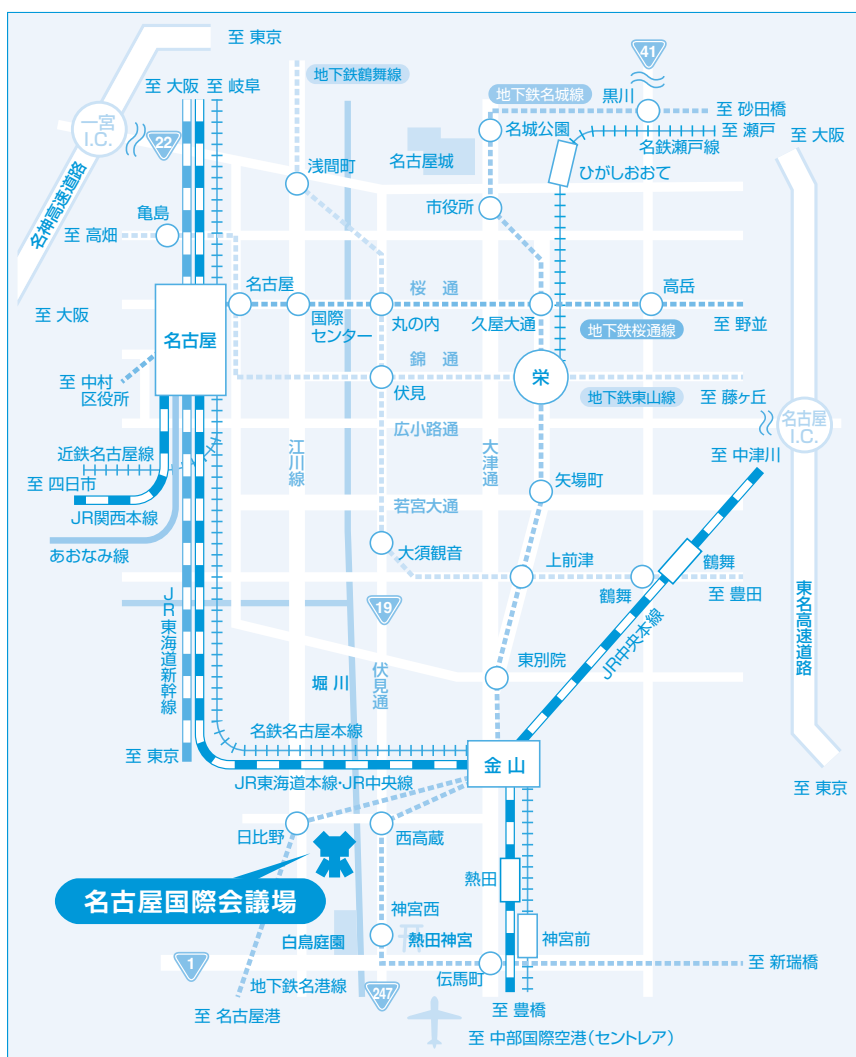 至 東京
41
地下鉄鶴舞線
至 大阪
至 岐阜
地下鉄名城線
黒川
至 砂田橋
一宮
I.C.
22
名城公園
至 瀬戸
至 大阪
名古屋城
名鉄瀬戸線
浅間町
ひがしおおて
名神高速道路
亀島
市役所
至 高畑
名古屋
桜通
高岳
至 大阪
国際
センター
丸の内
久屋大通
至 野並
名古屋
地下鉄桜通線
錦通
栄
至 中村
区役所
伏見
地下鉄東山線
至 藤ヶ丘
名古屋
I.C.
広小路通
江川線
大津通
近鉄名古屋線
至 中津川
至 四日市
矢場町
若宮大通
JR関西本線
あおなみ線
大須観音
上前津
鶴舞
鶴舞
至 豊田
JR東海道新幹線
19
東名高速道路
JR中央本線
東別院
堀川
伏見通
名鉄名古屋本線
至 東京
金山
JR東海道本線・JR中央線
至 東京
日比野
西高蔵
熱田
名古屋国際会議場
神宮西
白鳥庭園
熱田神宮
神宮前
1
至 新瑞橋
地下鉄名港線
247
伝馬町
至 名古屋港
至 豊橋
至 中部国際空港（セントレア）